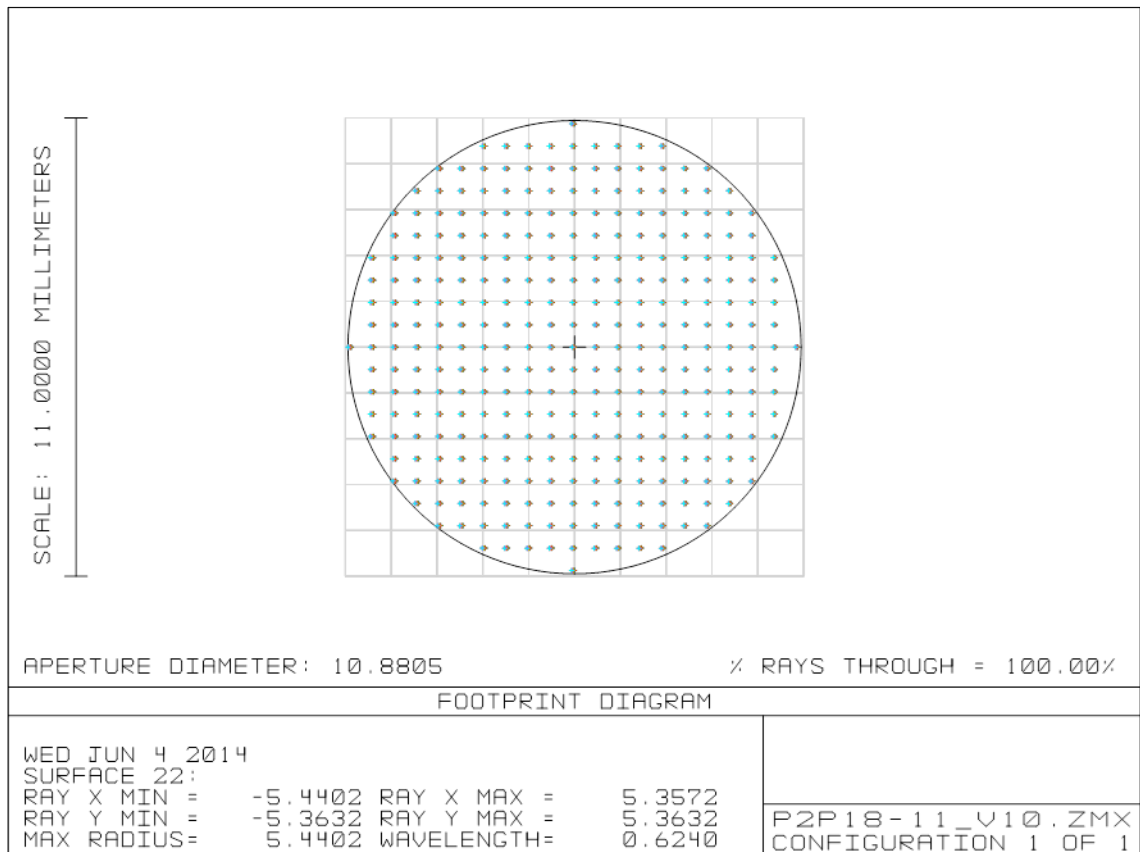 SCALE: 11.0000 MILLIMETERS
APERTURE DIAMETER: 10.8805
% RAYS THROUGH = 100.00%
FOOTPRINT DIAGRAM
WED JUN 4 2014
SURFACE 22:
RAY X MIN = -5.4402 RAY X MAX = 5.3572
RAY Y MIN = -5.3632 RAY Y MAX = 5.3632
MAX RADIUS= 5.4402 WAVELENGTH= 0.6240
P2P18-11_V10.ZMX
CONFIGURATION 1 OF 1